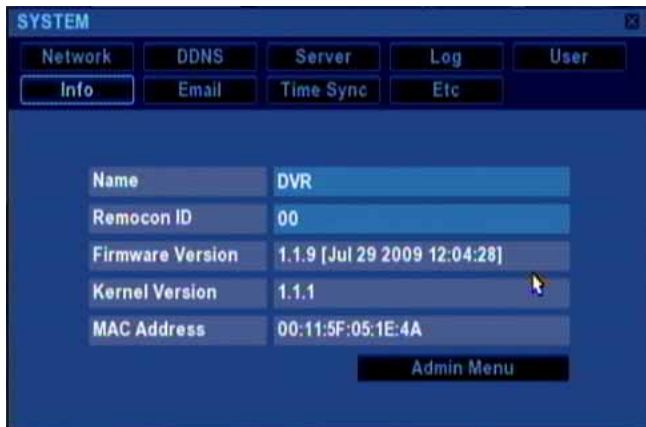 SYSTEM
Network DDNS Server Log User
Info Email Time Sync Etc
Name DVR
Remocon ID 00
Firmware Version 1.1.9 [Jul 29 2009 12:04:28]
Kernel Version 1.1.1
MAC Address 00:11:5F:05:1E:4A
Admin Menu